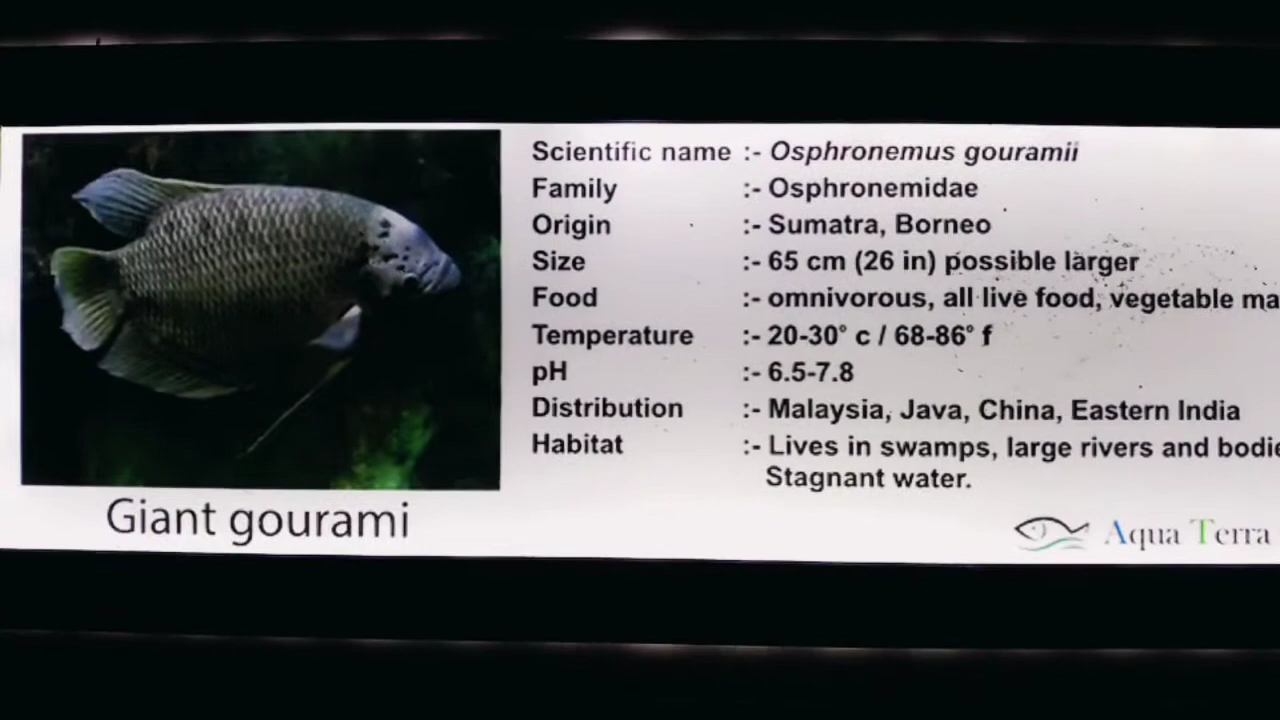 Scientific name :- Osphronemus gouramii
Family :- Osphronemidae
Origin :- Sumatra, Borneo
Size :- 65 cm (26 in) possible larger
Food :- omnivorous, all live food, vegetable
Temperature :- 20-30° c / 68-86° f
pH :- 6.5-7.8
Distribution :- Malaysia, Java, China, Eastern India
Habitat :- Lives in swamps, large rivers and
Stagnant water.
Giant gourami
Aqua Terra